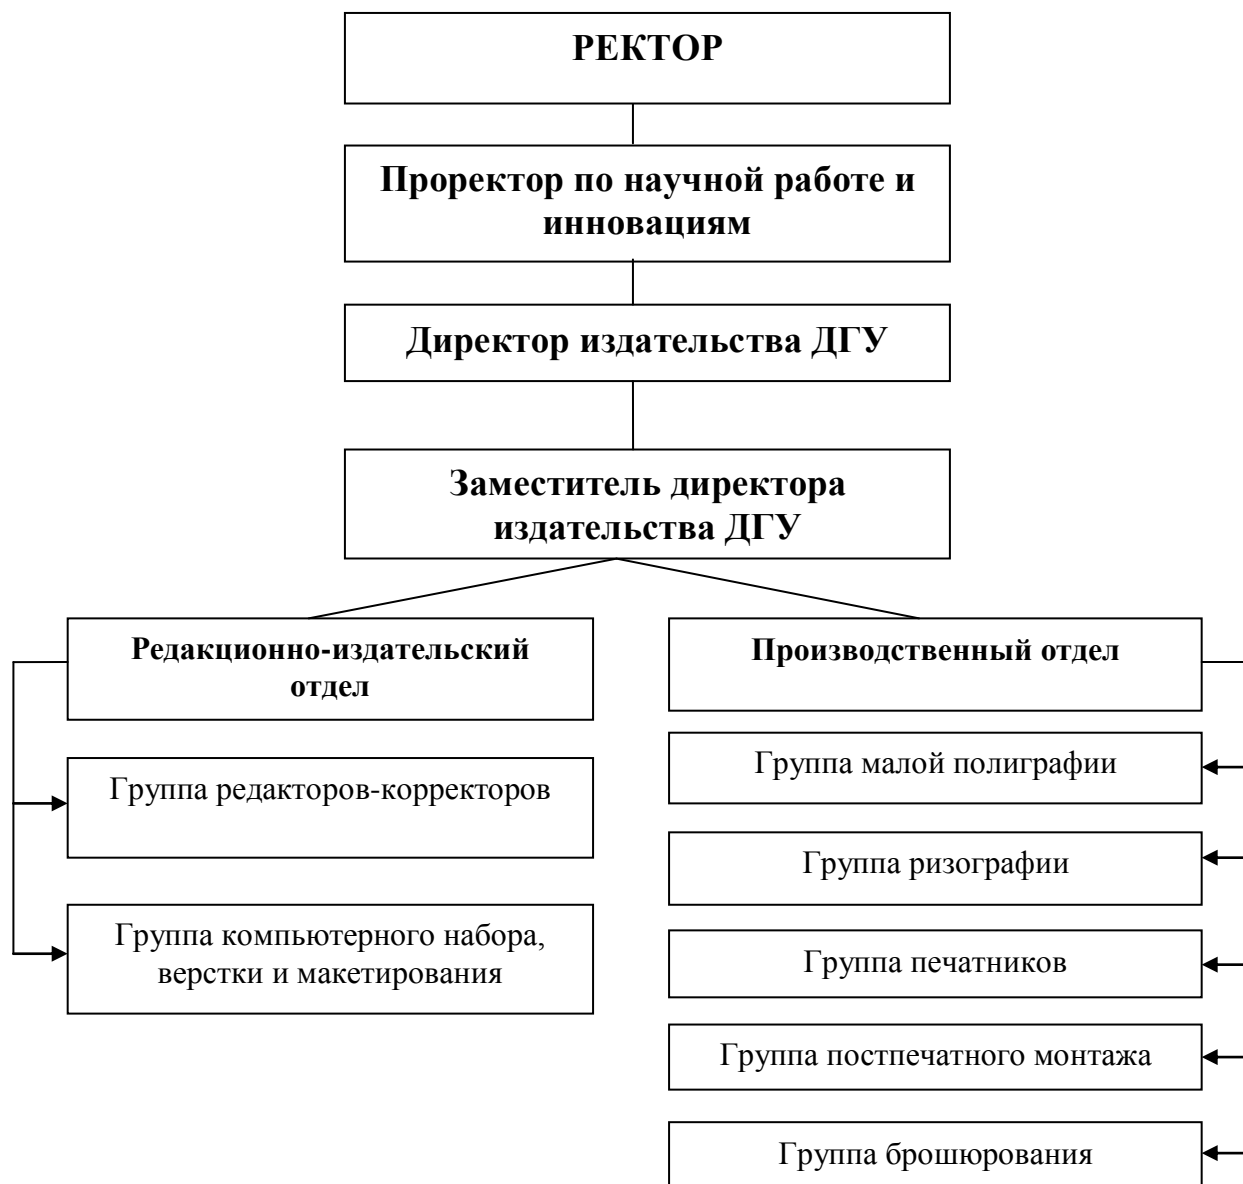 РЕКТОР
Проректор по научной работе и
инновациям
Директор издательства ДГУ
Заместитель директора
издательства ДГУ
Редакционно-издательский
отдел
Группа редакторов-корректоров
Группа компьютерного набора,
верстки и макетирования
Производственный отдел
Группа малой полиграфии
Группа ризографии
Группа печатников
Группа постпечатного монтажа
Группа брошюрования